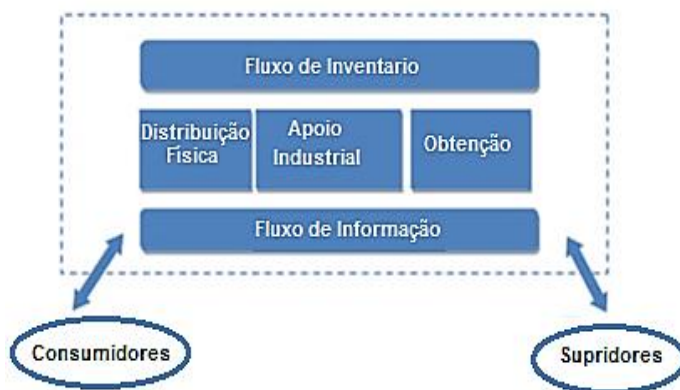 Fluxo de Inventario
Distribuição
Física
Apoio
Industrial
Obtenção
Fluxo de Informação
Consumidores
Supridores